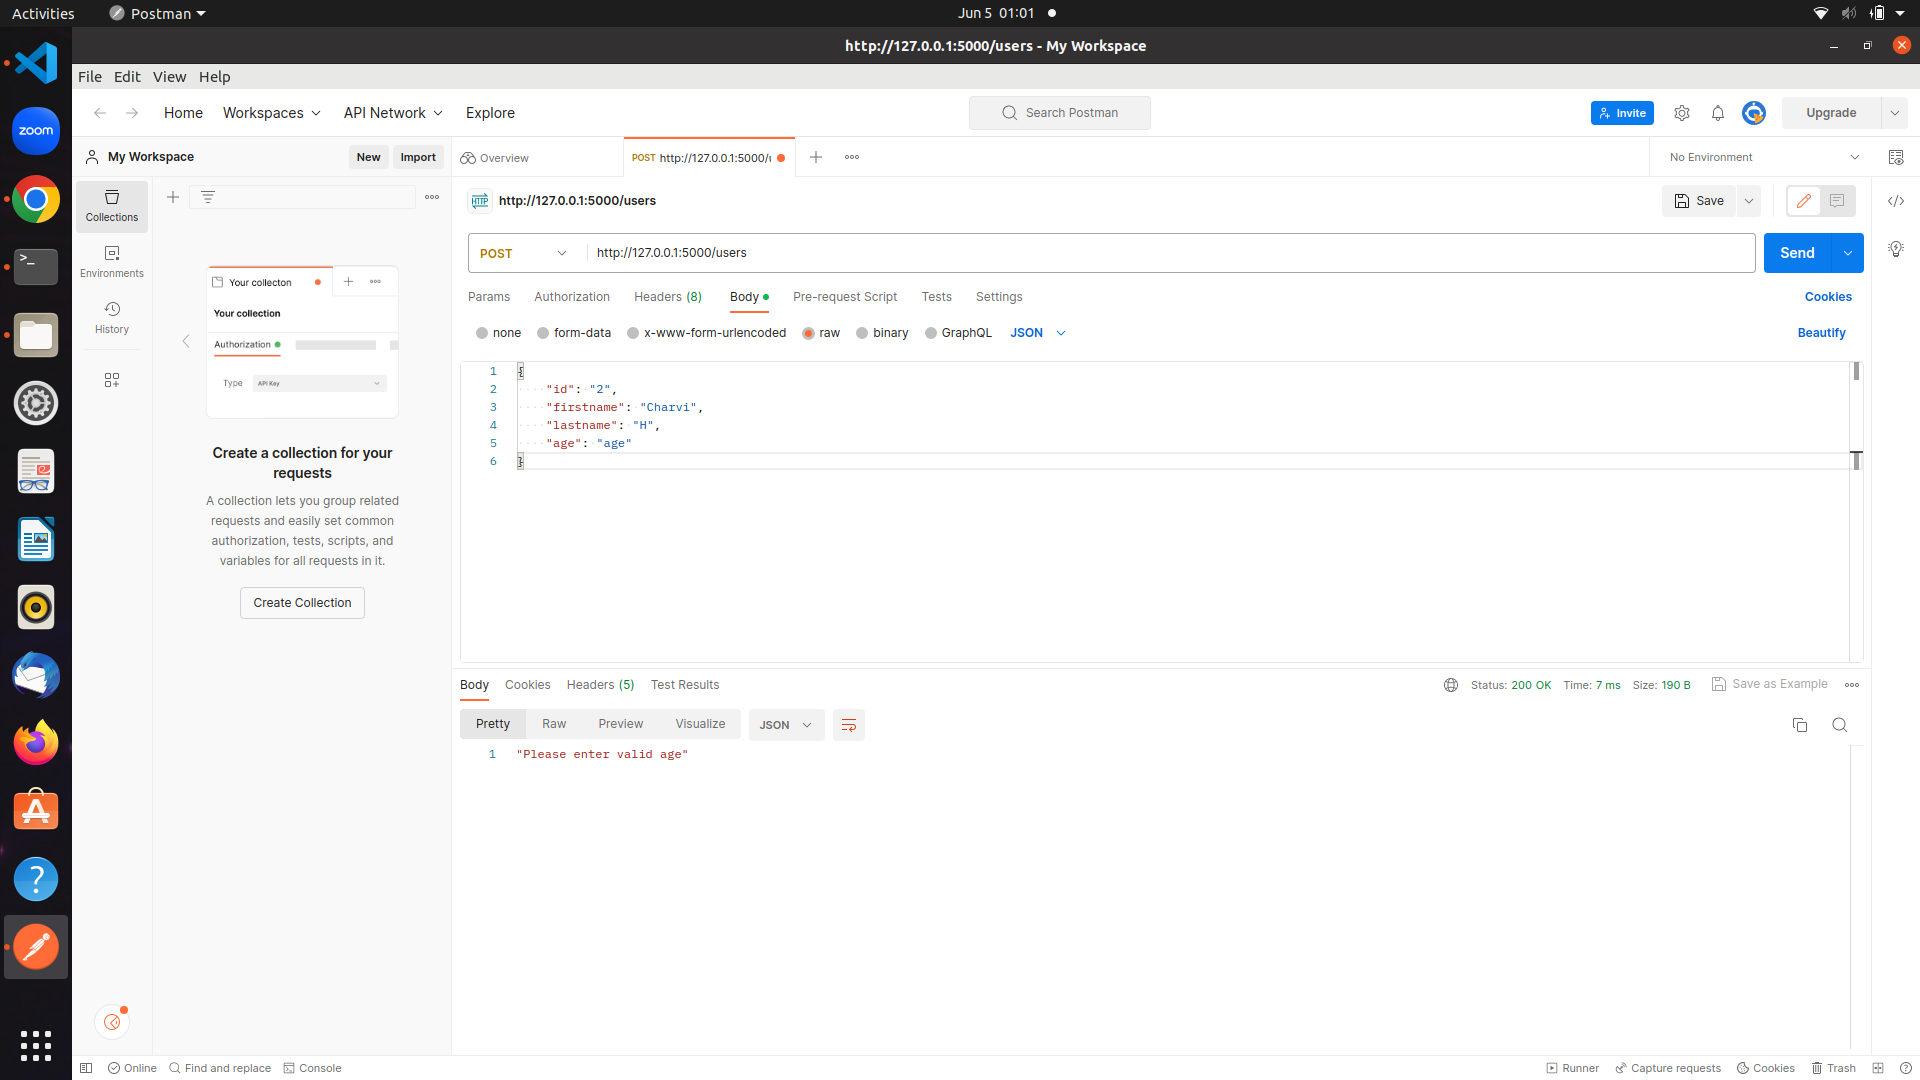 Activities
Postman
Jun 5 01:01
http://127.0.0.1:5000/users - My Workspace
File Edit View Help
Home Workspaces API Network Explore
Search Postman
Invite
Upgrade
zoom
My Workspace
New Import
Overview
POST http://127.0.0.1:5000/
No Environment
Collections
Environments
History
HTTP http://127.0.0.1:5000/users
Save
POST http://127.0.0.1:5000/users
Send
Params Authorization Headers (8) Body Pre-request Script Tests Settings
Cookies
none form-data x-www-form-urlencoded raw binary GraphQL JSON
Beautify
1 {
2 "id": "2",
3 "firstname": "Charvi",
4 "lastname": "H",
5 "age": "age"
6 }
Your collecton
Your collection
Authorization
Type API Key
Create a collection for your
requests
A collection lets you group related
requests and easily set common
authorization, tests, scripts, and
variables for all requests in it.
Create Collection
Body Cookies Headers (5) Test Results
Status: 200 OK Time: 7 ms Size: 190 B Save as Example
Pretty Raw Preview Visualize JSON
1 "Please enter valid age"
Online Find and replace Console
Runner Capture requests Cookies Trash